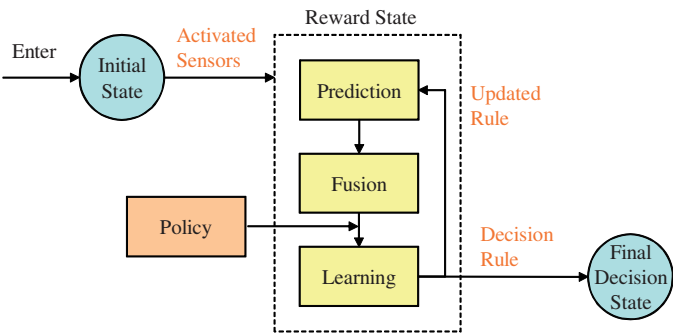 Reward State
Enter
Activated
Sensors
Initial
State
Prediction
Updated
Rule
Fusion
Policy
Learning
Decision
Rule
Final
Decision
State